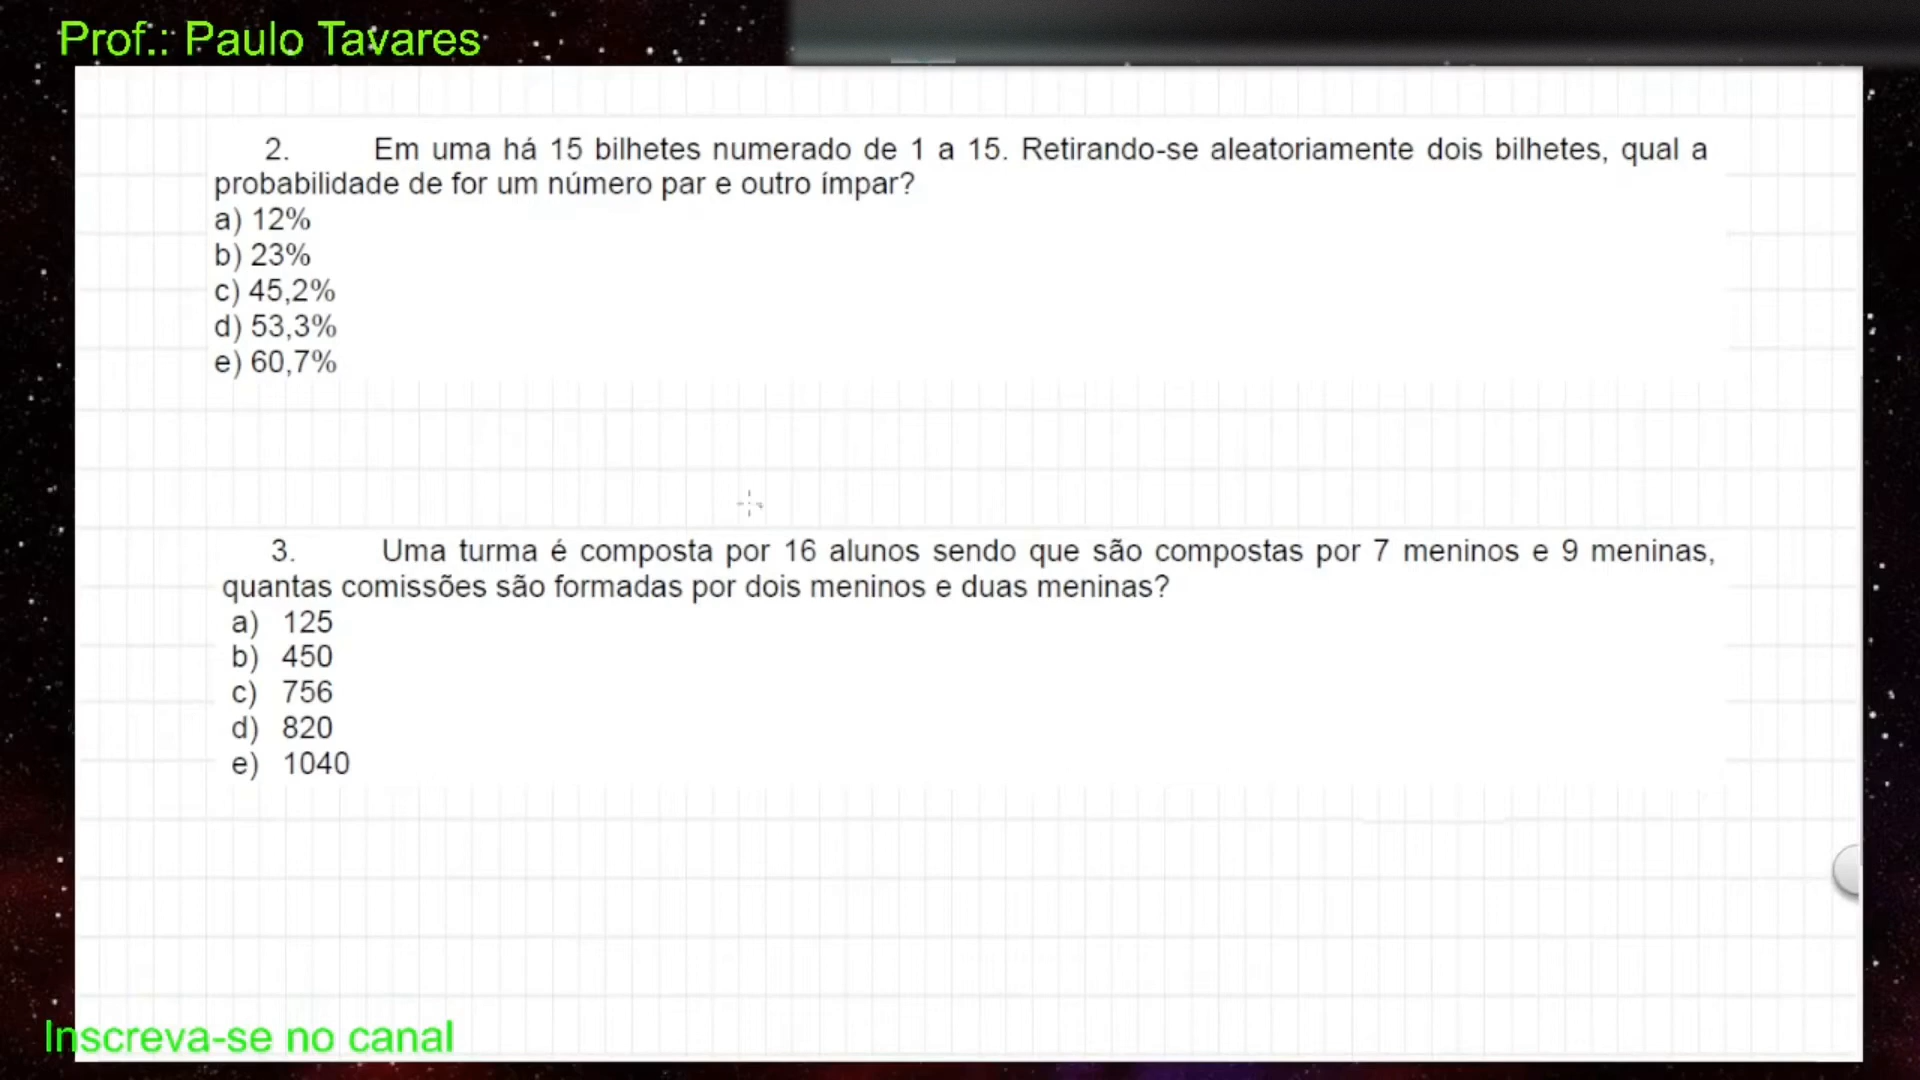 Prof.: Paulo Tavares
2. Em uma há 15 bilhetes numerado de 1 a 15. Retirando-se aleatoriamente dois bilhetes, qual a
probabilidade de for um número par e outro ímpar?
a) 12%
b) 23%
c) 45,2%
d) 53,3%
e) 60,7%
3. Uma turma é composta por 16 alunos sendo que são compostas por 7 meninos e 9 meninas,
quantas comissões são formadas por dois meninos e duas meninas?
a) 125
b) 450
c) 756
d) 820
e) 1040
Inscreva-se no canal